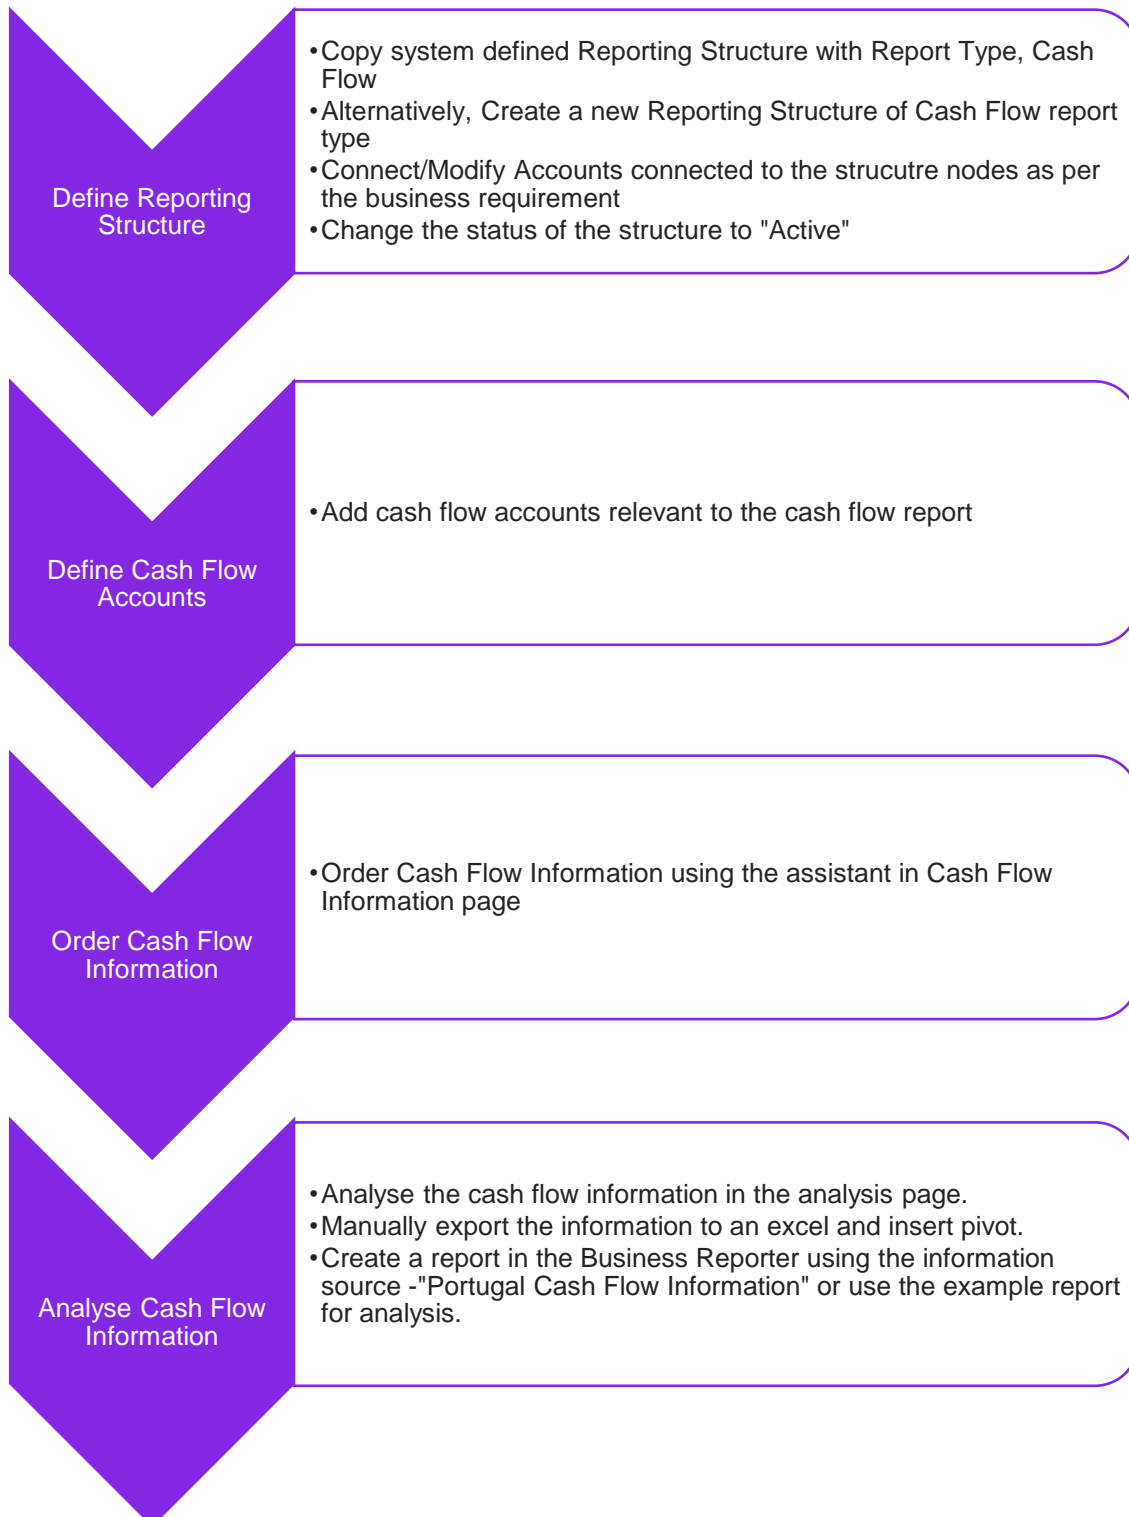 Define Reporting
Structure
•Copy system defined Reporting Structure with Report Type, Cash
Flow
•Alternatively, Create a new Reporting Structure of Cash Flow report
type
•Connect/Modify Accounts connected to the strucutre nodes as per
the business requirement
•Change the status of the structure to "Active"
Define Cash Flow
Accounts
•Add cash flow accounts relevant to the cash flow report
Order Cash Flow
Information
•Order Cash Flow Information using the assistant in Cash Flow
Information page
Analyse Cash Flow
Information
•Analyse the cash flow information in the analysis page.
•Manually export the information to an excel and insert pivot.
•Create a report in the Business Reporter using the information
source -"Portugal Cash Flow Information" or use the example report
for analysis.